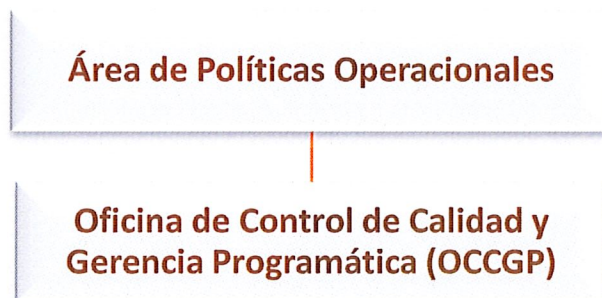 Área de Políticas Operacionales
Oficina de Control de Calidad y
Gerencia Programática (OCCGP)